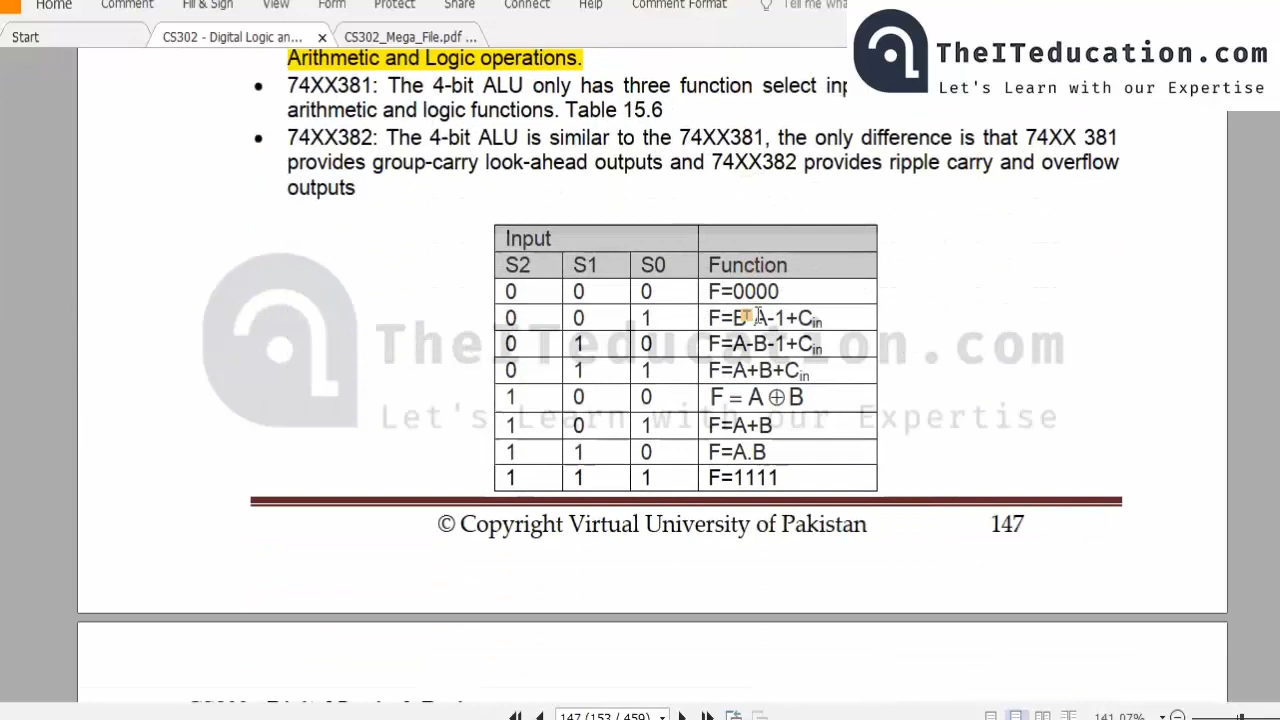 Home Comment Fill & Sign View Form Protect Share Connect Help Comment Format Tell me wha
Start CS302 - Digital Logic an... CS302_Mega_File.pdf ...
TheITeducation.com
Let's Learn with our Expertise
Arithmetic and Logic operations.
• 74XX381: The 4-bit ALU only has three function select inp
arithmetic and logic functions. Table 15.6
• 74XX382: The 4-bit ALU is similar to the 74XX381, the only difference is that 74XX 381
provides group-carry look-ahead outputs and 74XX382 provides ripple carry and overflow
outputs
Input
S2 S1 S0 Function
0 0 0 F=0000
0 0 1 F=B-A-1+Cin
0 1 0 F=A-B-1+Cin
0 1 1 F=A+B+Cin
1 0 0 F = A ⊕ B
1 0 1 F=A+B
1 1 0 F=A.B
1 1 1 F=1111
TheITeducation.com
Let's Learn with our Expertise
© Copyright Virtual University of Pakistan 147
147 (153 / 459) 141.07%